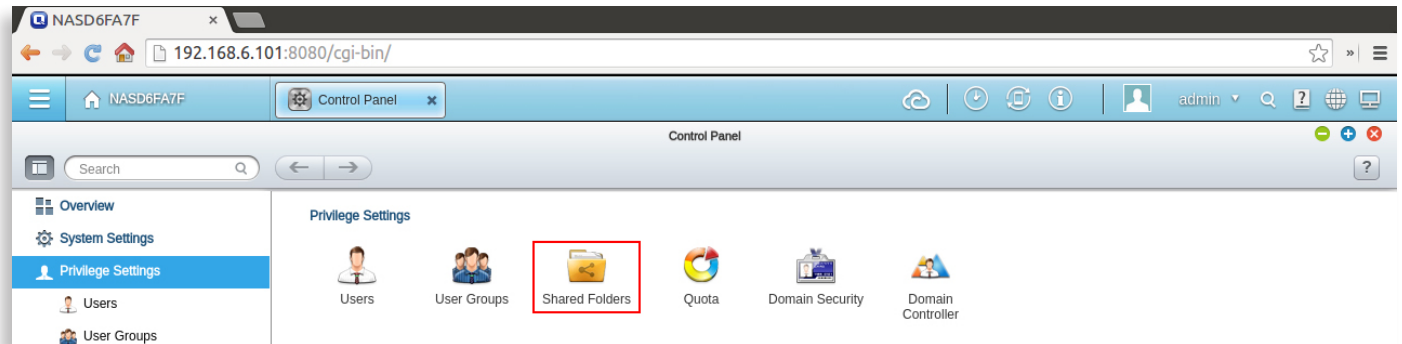 NASD6FA7F
192.168.6.101:8080/cgi-bin/
NASD6FA7F
Control Panel
admin
Control Panel
Search
Overview
System Settings
Privilege Settings
Users
User Groups
Privilege Settings
Users
User Groups
Shared Folders
Quota
Domain Security
Domain
Controller